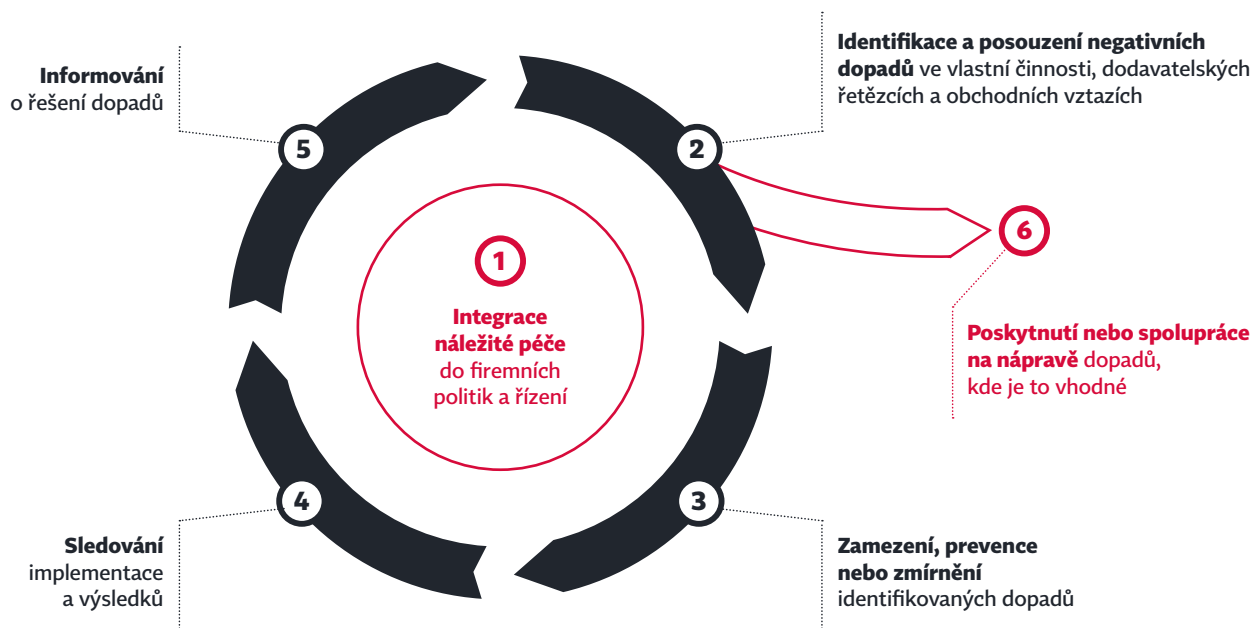 1
Integrace
náležité péče
do firemních
politik a řízení
2
Identifikace a posouzení negativních
dopadů ve vlastní činnosti, dodavatelských
řetězcích a obchodních vztazích
3
Zamezení, prevence
nebo zmírnění
identifikovaných dopadů
4
Sledování
implementace
a výsledků
5
Informování
o řešení dopadů
6
Poskytnutí nebo spolupráce
na nápravě dopadů,
kde je to vhodné